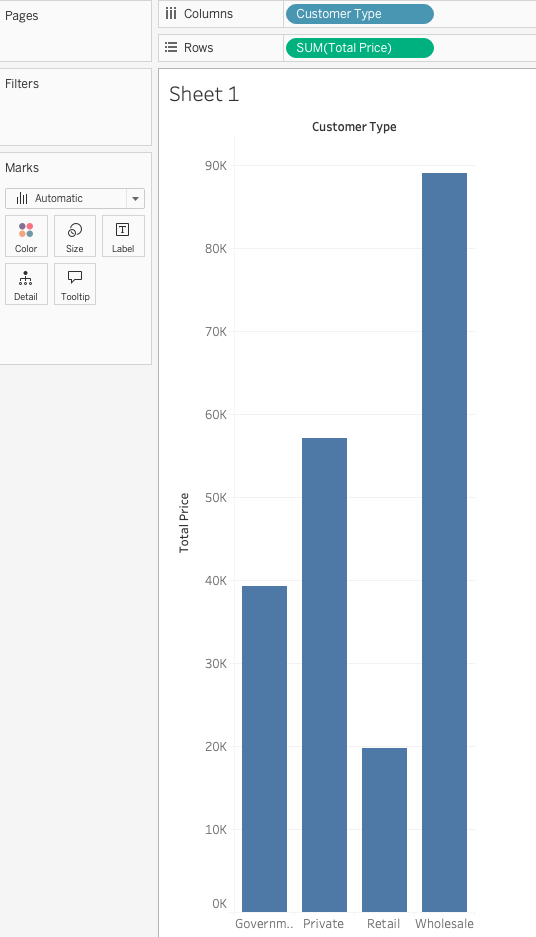 Pages
Columns
Customer Type
Rows
SUM(Total Price)
Filters
Marks
Automatic
Color
Size
Label
Detail
Tooltip
Sheet 1
Customer Type
90K
80K
70K
60K
50K
40K
30K
20K
10K
0K
Total Price
Governm.. Private Retail Wholesale